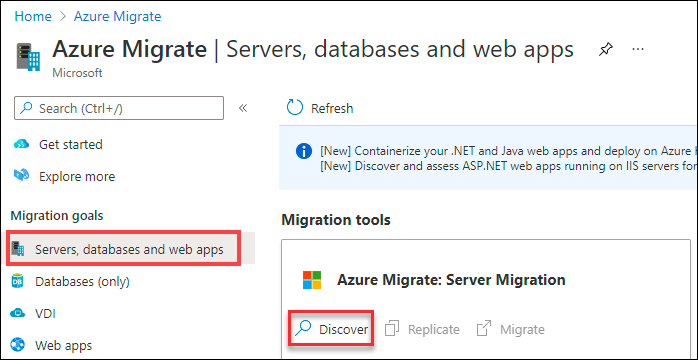 Home > Azure Migrate
Azure Migrate | Servers, databases and web apps ...
Microsoft
Search (Ctrl+/) «
Get started
Explore more
Migration goals
Servers, databases and web apps
Databases (only)
VDI
Web apps
Refresh
[New] Containerize your .NET and Java web apps and deploy on Azure
[New] Discover and assess ASP.NET web apps running on IIS servers for
Migration tools
Azure Migrate: Server Migration
Discover Replicate Migrate